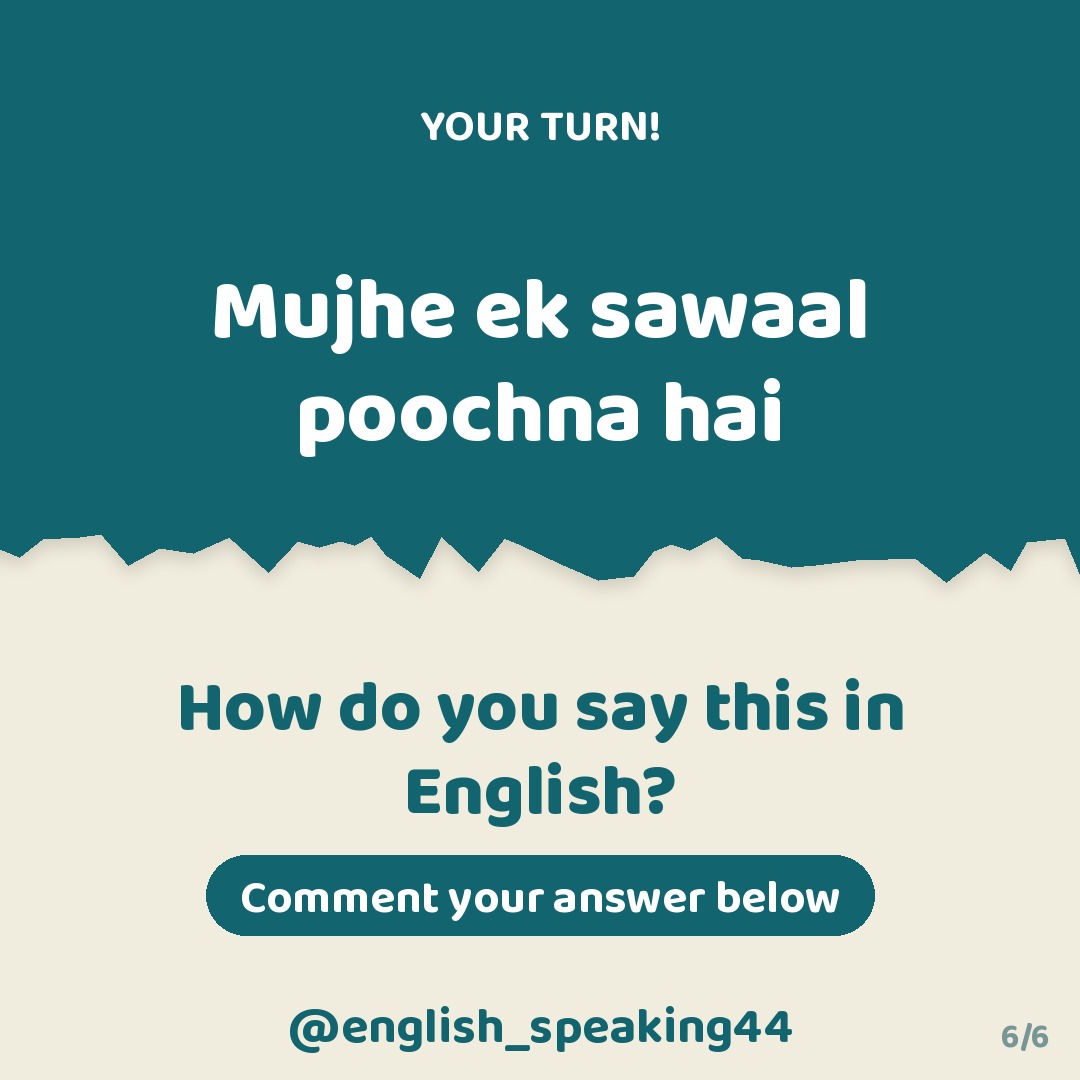 YOUR TURN!
Mujhe ek sawaal
poochna hai
How do you say this in
English?
Comment your answer below
@english_speaking44
6/6